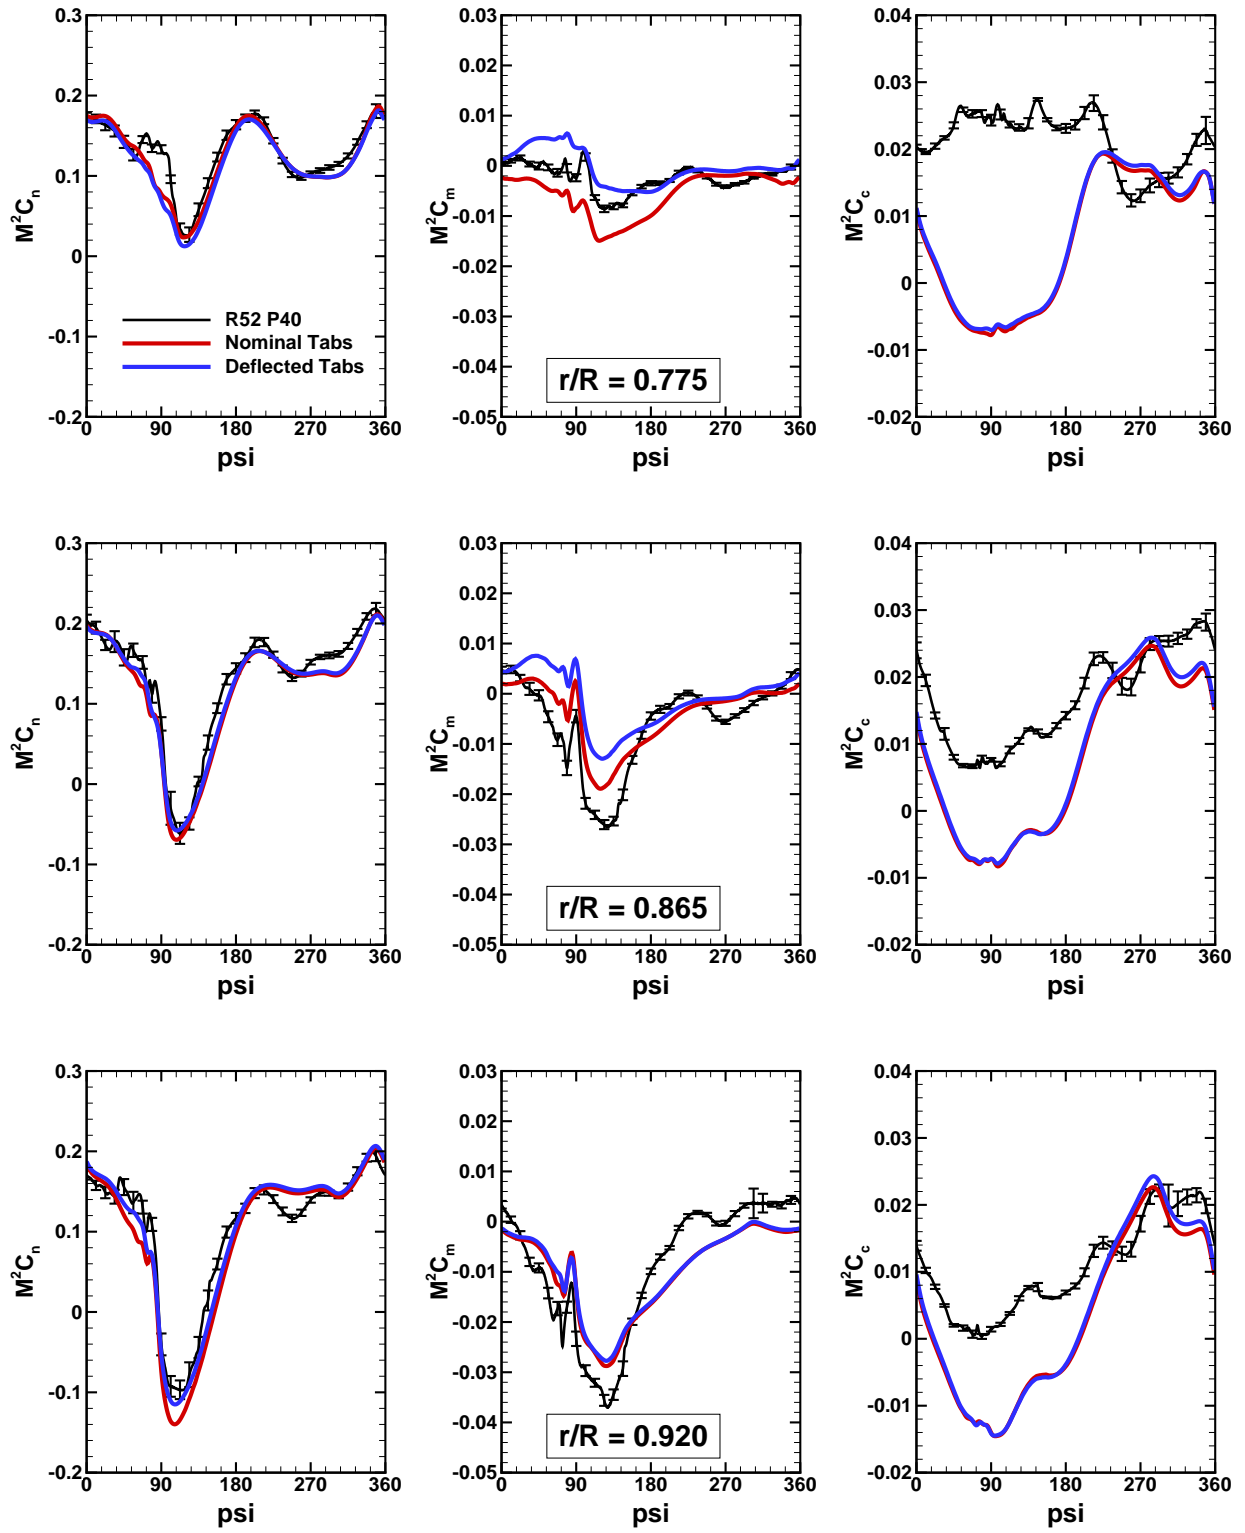 0.3
0.2
0.1
0
-0.1
-0.2
M²Cn
0 90 180 270 360
psi
R52 P40
Nominal Tabs
Deflected Tabs
0.03
0.02
0.01
0
-0.01
-0.02
-0.03
-0.04
-0.05
M²Cm
0 90 180 270 360
psi
r/R = 0.775
0.04
0.03
0.02
0.01
0
-0.01
-0.02
M²Cc
0 90 180 270 360
psi
0.3
0.2
0.1
0
-0.1
-0.2
M²Cn
0 90 180 270 360
psi
0.03
0.02
0.01
0
-0.01
-0.02
-0.03
-0.04
-0.05
M²Cm
0 90 180 270 360
psi
r/R = 0.865
0.04
0.03
0.02
0.01
0
-0.01
-0.02
M²Cc
0 90 180 270 360
psi
0.3
0.2
0.1
0
-0.1
-0.2
M²Cn
0 90 180 270 360
psi
0.03
0.02
0.01
0
-0.01
-0.02
-0.03
-0.04
-0.05
M²Cm
0 90 180 270 360
psi
r/R = 0.920
0.04
0.03
0.02
0.01
0
-0.01
-0.02
M²Cc
0 90 180 270 360
psi